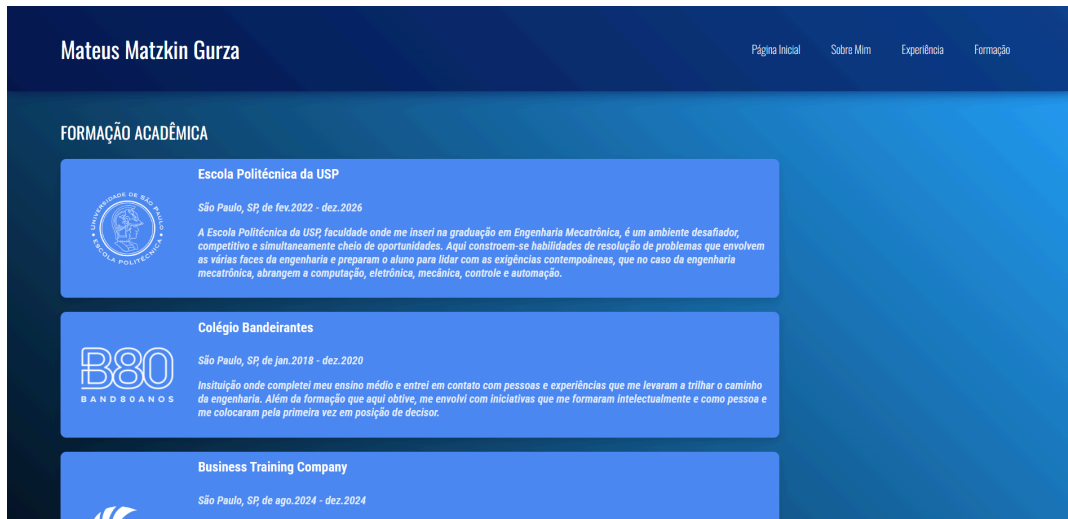 Mateus Matzkin Gurza
Página Inicial Sobre Mim Experiência Formação
FORMAÇÃO ACADÊMICA
UNIVERSIDADE DE SÃO PAULO
ESCOLA POLITÉCNICA
Escola Politécnica da USP
São Paulo, SP, de fev.2022 - dez.2026
A Escola Politécnica da USP, faculdade onde me inseri na graduação em Engenharia Mecatrônica, é um ambiente desafiador,
competitivo e simultaneamente cheio de oportunidades. Aqui constroem-se habilidades de resolução de problemas que envolvem
as várias faces da engenharia e preparam o aluno para lidar com as exigências contempoâneas, que no caso da engenharia
mecatrônica, abrangem a computação, eletrônica, mecânica, controle e automação.
B80
BAND80ANOS
Colégio Bandeirantes
São Paulo, SP, de jan.2018 - dez.2020
Insituição onde completei meu ensino médio e entrei em contato com pessoas e experiências que me levaram a trilhar o caminho
da engenharia. Além da formação que aqui obtive, me envolvi com iniciativas que me formaram intelectualmente e como pessoa e
me colocaram pela primeira vez em posição de decisor.
Business Training Company
São Paulo, SP, de ago.2024 - dez.2024